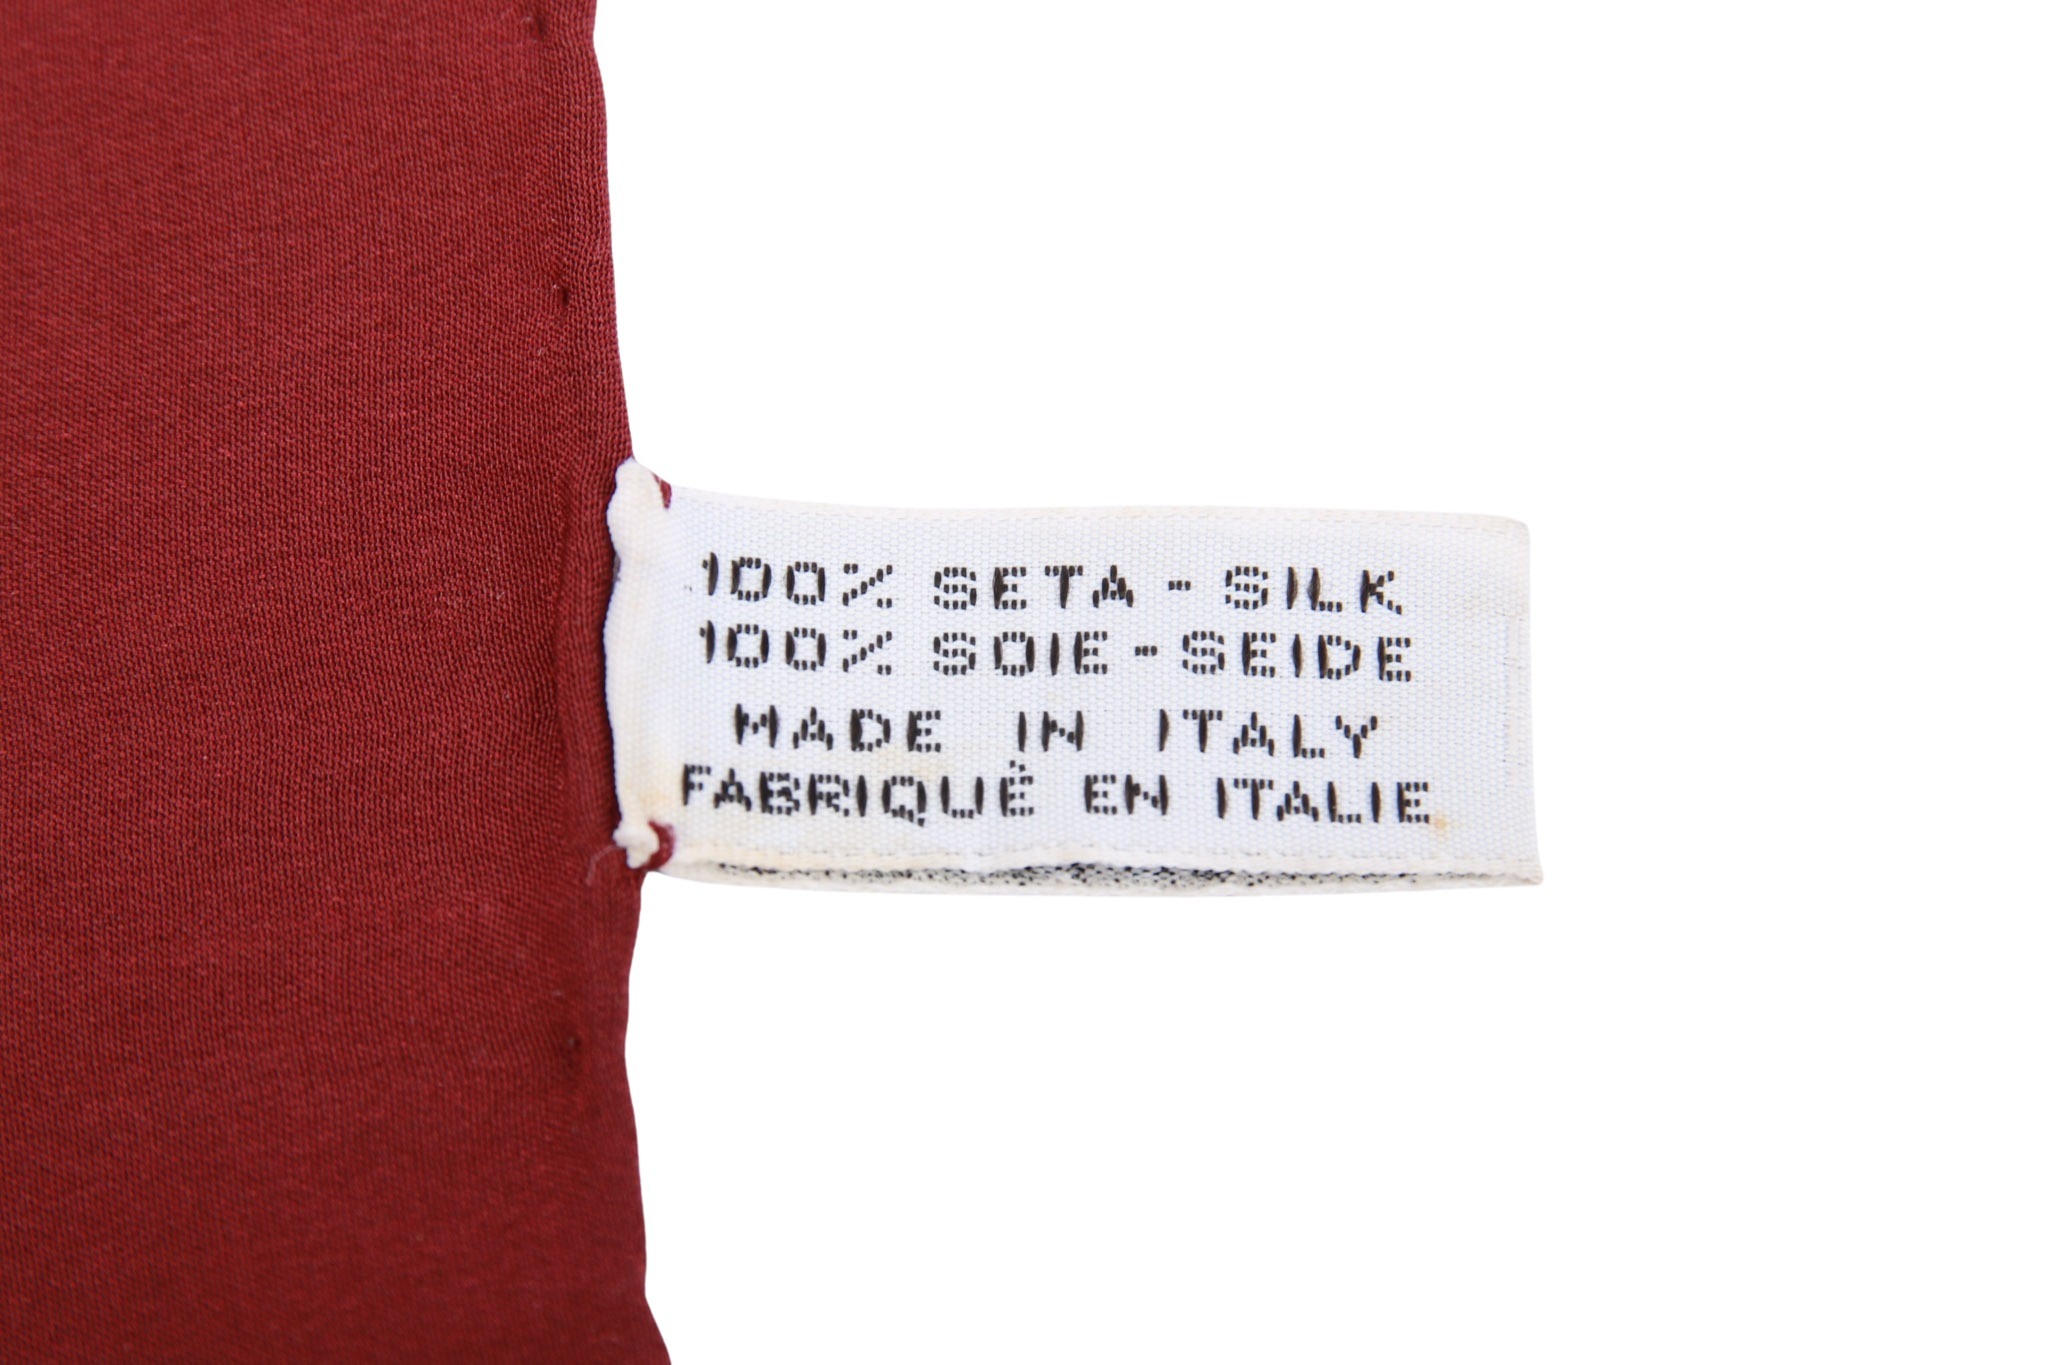 100% SETA - SILK
100% SOIE - SEIDE
MADE IN ITALY
FABRIQUÉ EN ITALIE